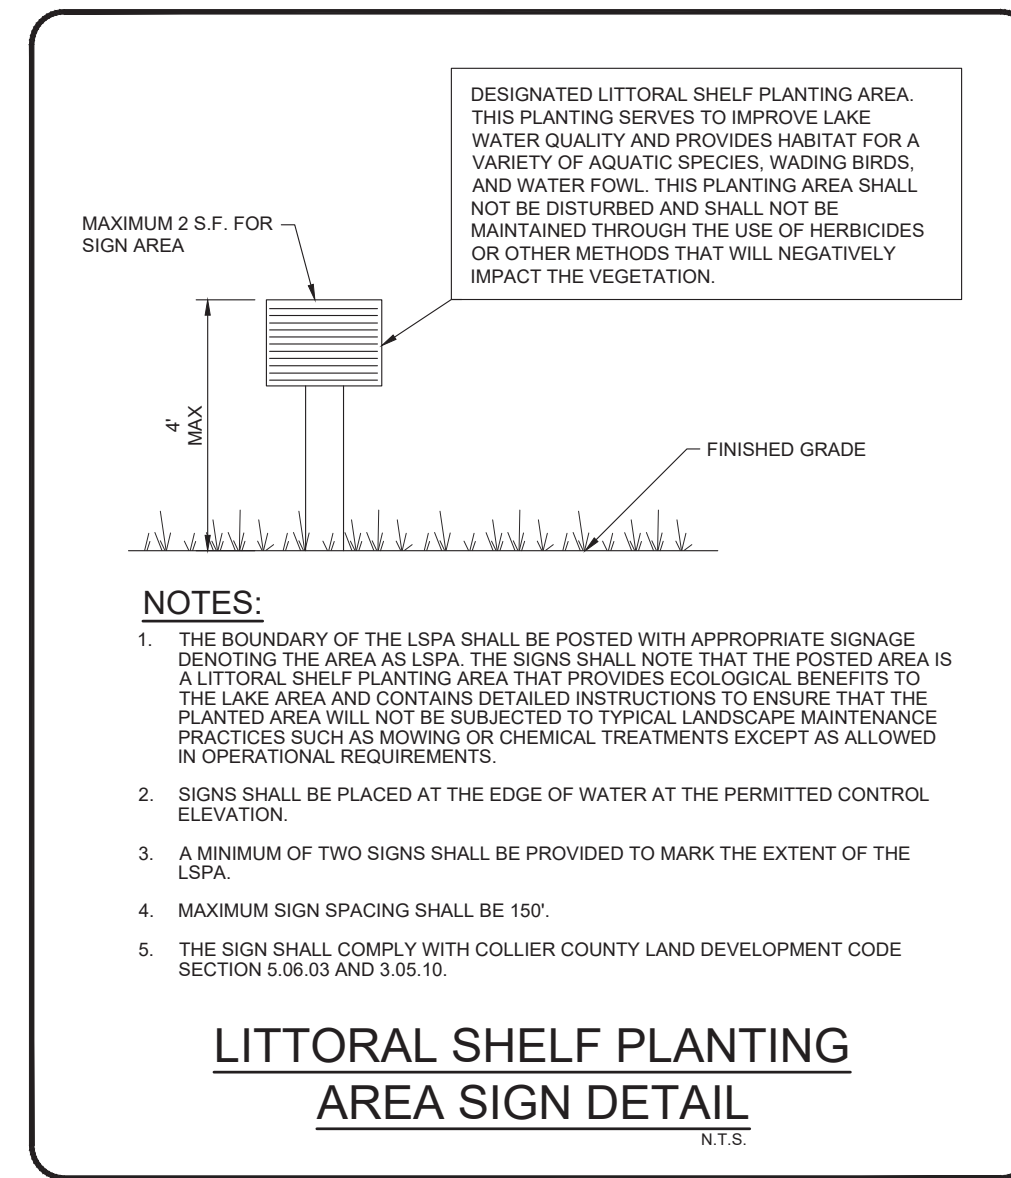 DESIGNATED LITTORAL SHELF PLANTING AREA.
THIS PLANTING SERVES TO IMPROVE LAKE
WATER QUALITY AND PROVIDES HABITAT FOR A
VARIETY OF AQUATIC SPECIES, WADING BIRDS,
AND WATER FOWL. THIS PLANTING AREA SHALL
NOT BE DISTURBED AND SHALL NOT BE
MAINTAINED THROUGH THE USE OF HERBICIDES
OR OTHER METHODS THAT WILL NEGATIVELY
IMPACT THE VEGETATION.
MAXIMUM 2 S.F. FOR
SIGN AREA
4'
MAX
FINISHED GRADE
NOTES:
1. THE BOUNDARY OF THE LSPA SHALL BE POSTED WITH APPROPRIATE SIGNAGE
DENOTING THE AREA AS LSPA. THE SIGNS SHALL NOTE THAT THE POSTED AREA IS
A LITTORAL SHELF PLANTING AREA THAT PROVIDES ECOLOGICAL BENEFITS TO
THE LAKE AREA AND CONTAINS DETAILED INSTRUCTIONS TO ENSURE THAT THE
PLANTED AREA WILL NOT BE SUBJECTED TO TYPICAL LANDSCAPE MAINTENANCE
PRACTICES SUCH AS MOWING OR CHEMICAL TREATMENTS EXCEPT AS ALLOWED
IN OPERATIONAL REQUIREMENTS.
2. SIGNS SHALL BE PLACED AT THE EDGE OF WATER AT THE PERMITTED CONTROL
ELEVATION.
3. A MINIMUM OF TWO SIGNS SHALL BE PROVIDED TO MARK THE EXTENT OF THE
LSPA.
4. MAXIMUM SIGN SPACING SHALL BE 150'.
5. THE SIGN SHALL COMPLY WITH COLLIER COUNTY LAND DEVELOPMENT CODE
SECTION 5.06.03 AND 3.05.10.
LITTORAL SHELF PLANTING
AREA SIGN DETAIL
N.T.S.